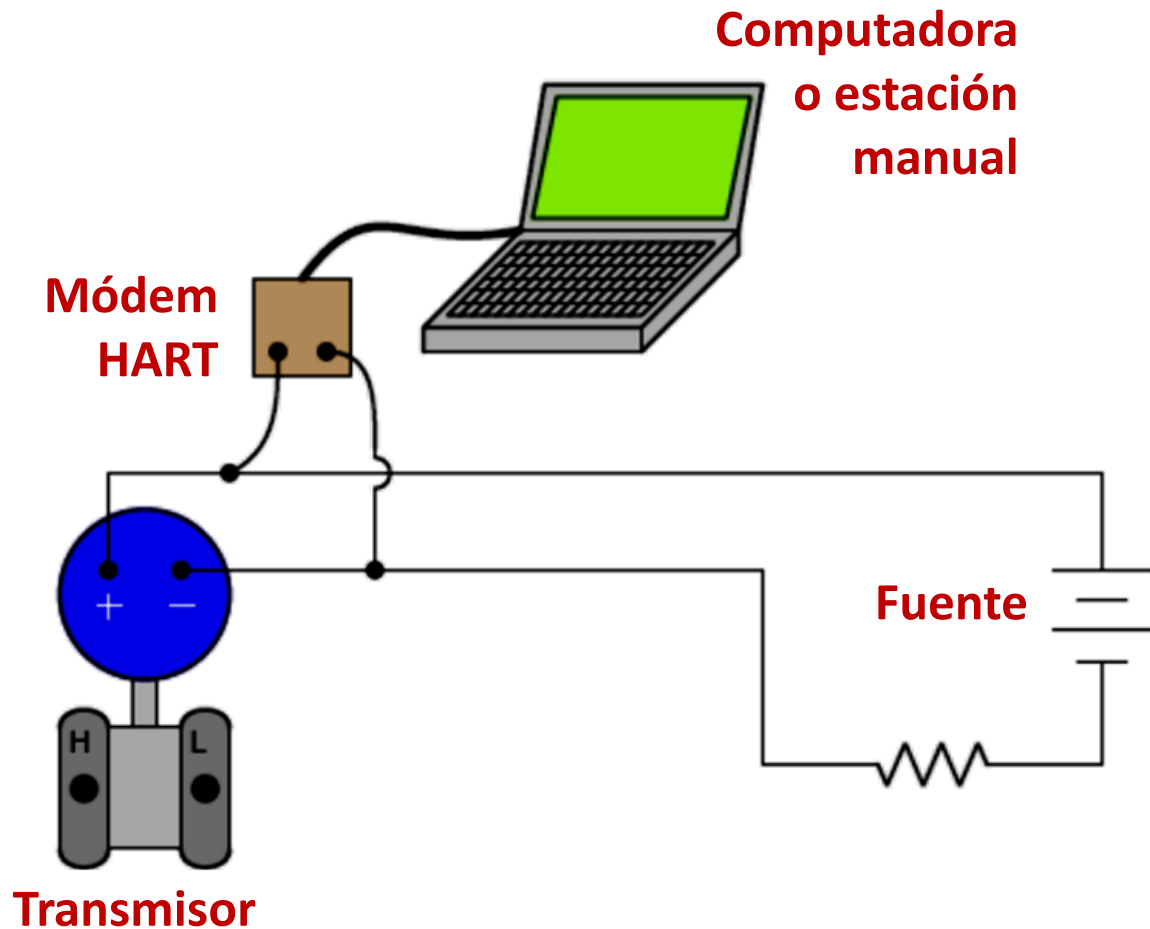 Computadora
o estación
manual
Módem
HART
Fuente
+ −
H L
Transmisor